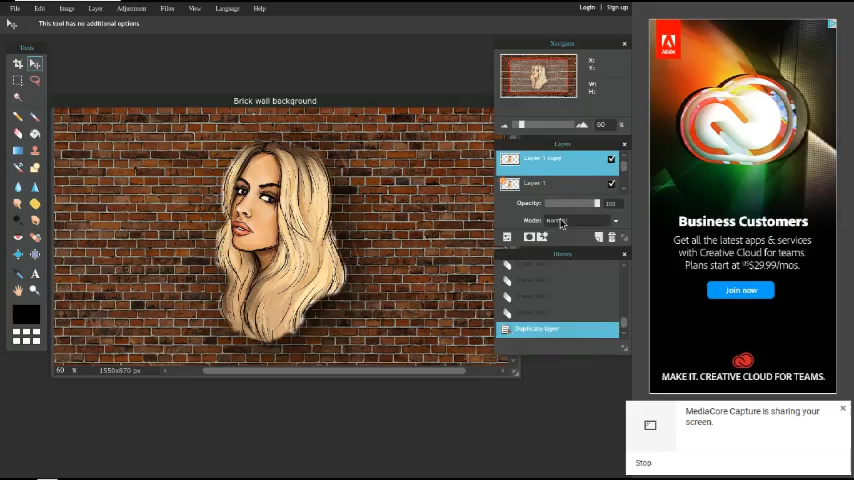 File Edit Image Layer Adjustment Filter View Language Help
Login Sign up
This tool has no additional options
Tools
Navigator
X:
Y:
W:
H:
60 %
Brick wall background
Layers
Layer 1 copy
Layer 1
Opacity:
Mode: Normal
History
Duplicate layer
60 % 1550x870 px
Adobe
Business Customers
Get all the latest apps & services
with Creative Cloud for teams.
Plans start at US$29.99/mo.
Join now
MAKE IT. CREATIVE CLOUD FOR TEAMS.
MediaCore Capture is sharing your
screen.
Stop